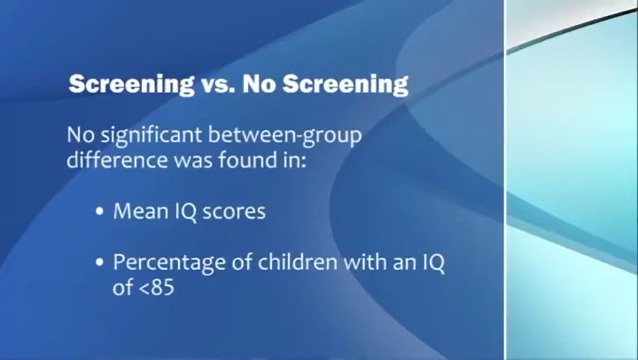 Screening vs. No Screening
No significant between-group
difference was found in:
• Mean IQ scores
• Percentage of children with an IQ
of <85